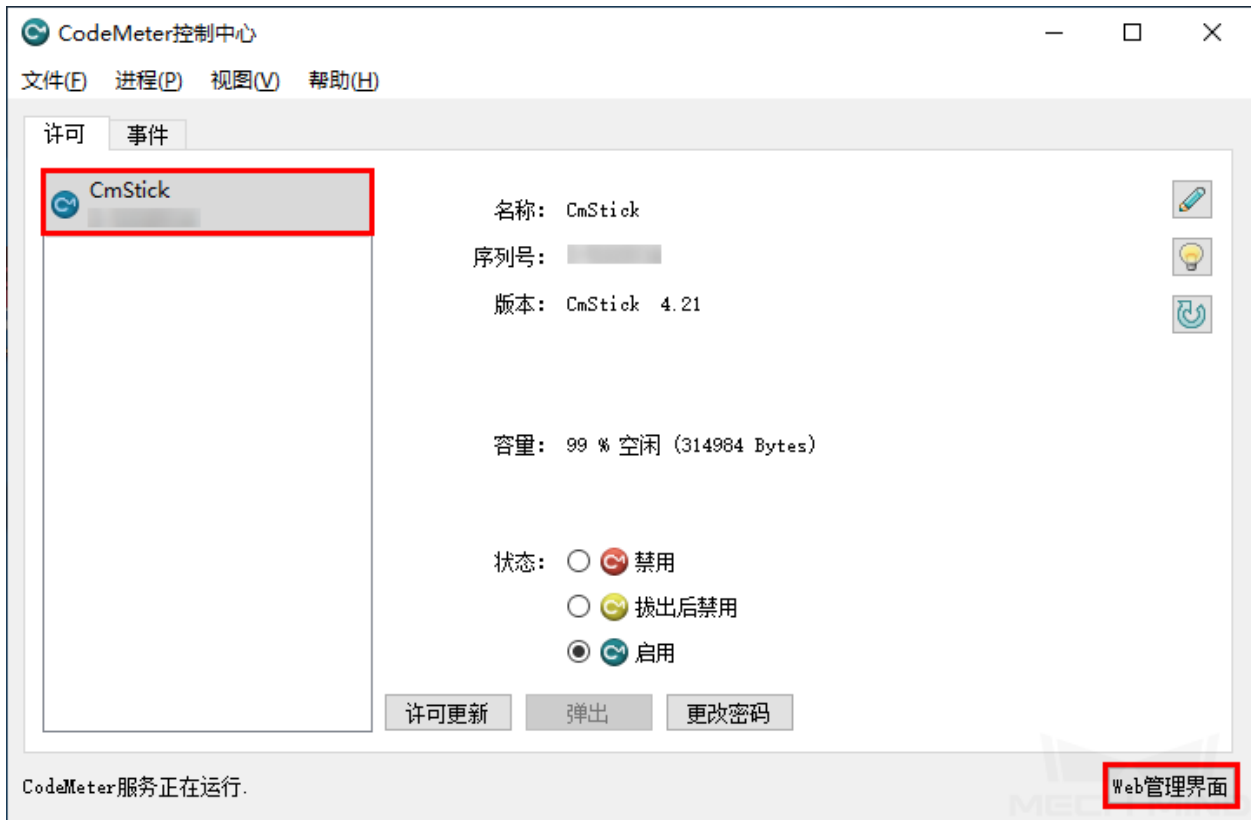 CodeMeter控制中心
文件(F) 进程(P) 视图(V) 帮助(H)
许可 事件
CmStick
名称: CmStick
序列号:
版本: CmStick 4.21
容量: 99 % 空闲 (314984 Bytes)
状态: 禁用
拔出后禁用
启用
许可更新 弹出 更改密码
CodeMeter服务正在运行.
Web管理界面
MECH MIND